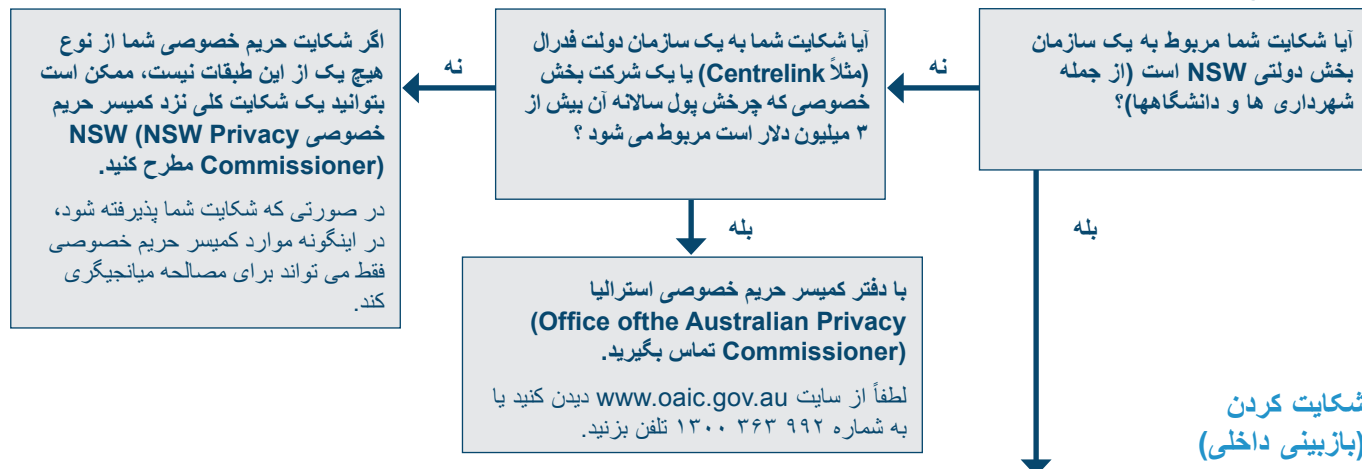 آیا شکایت شما مربوط به یک سازمان
بخش دولتی NSW است (از جمله
شهرداری ها و دانشگاهها)؟
نه
بله
آیا شکایت شما به یک سازمان دولت فدرال
(مثلاً Centrelink) یا یک شرکت بخش
خصوصی که چرخش پول سالانه آن بیش از
۳ میلیون دلار است مربوط می شود ؟
نه
بله
اگر شکایت حریم خصوصی شما از نوع
هیچ یک از این طبقات نیست، ممکن است
بتوانید یک شکایت کلی نزد کمیسر حریم
خصوصی NSW (NSW Privacy
Commissioner) مطرح کنید.
در صورتی که شکایت شما پذیرفته شود،
در اینگونه موارد کمیسر حریم خصوصی
فقط می تواند برای مصالحه میانجیگری
کند.
با دفتر کمیسر حریم خصوصی استرالیا
(Office ofthe Australian Privacy
Commissioner) تماس بگیرید.
لطفاً از سایت www.oaic.gov.au دیدن کنید یا
به شماره ۱۳۰۰ ۳۶۳ ۹۹۲ تلفن بزنید.
شکایت کردن
(بازبینی داخلی)